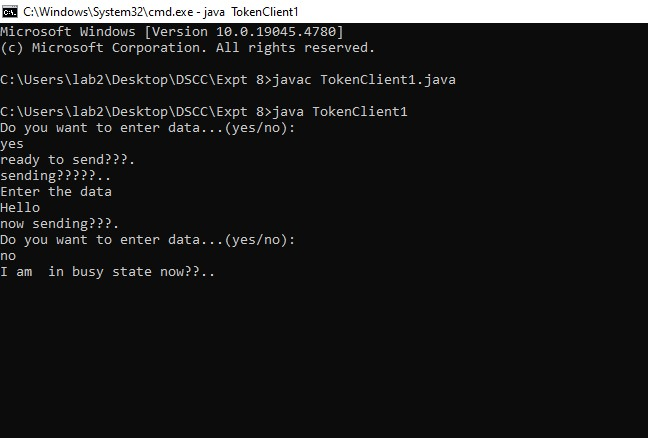 C:\Windows\System32\cmd.exe - java TokenClient1
Microsoft Windows [Version 10.0.19045.4780]
(c) Microsoft Corporation. All rights reserved.
C:\Users\lab2\Desktop\DSCC\Expt 8>javac TokenClient1.java
C:\Users\lab2\Desktop\DSCC\Expt 8>java TokenClient1
Do you want to enter data...(yes/no):
yes
ready to send???.
sending?????..
Enter the data
Hello
now sending???.
Do you want to enter data...(yes/no):
no
I am  in busy state now??..